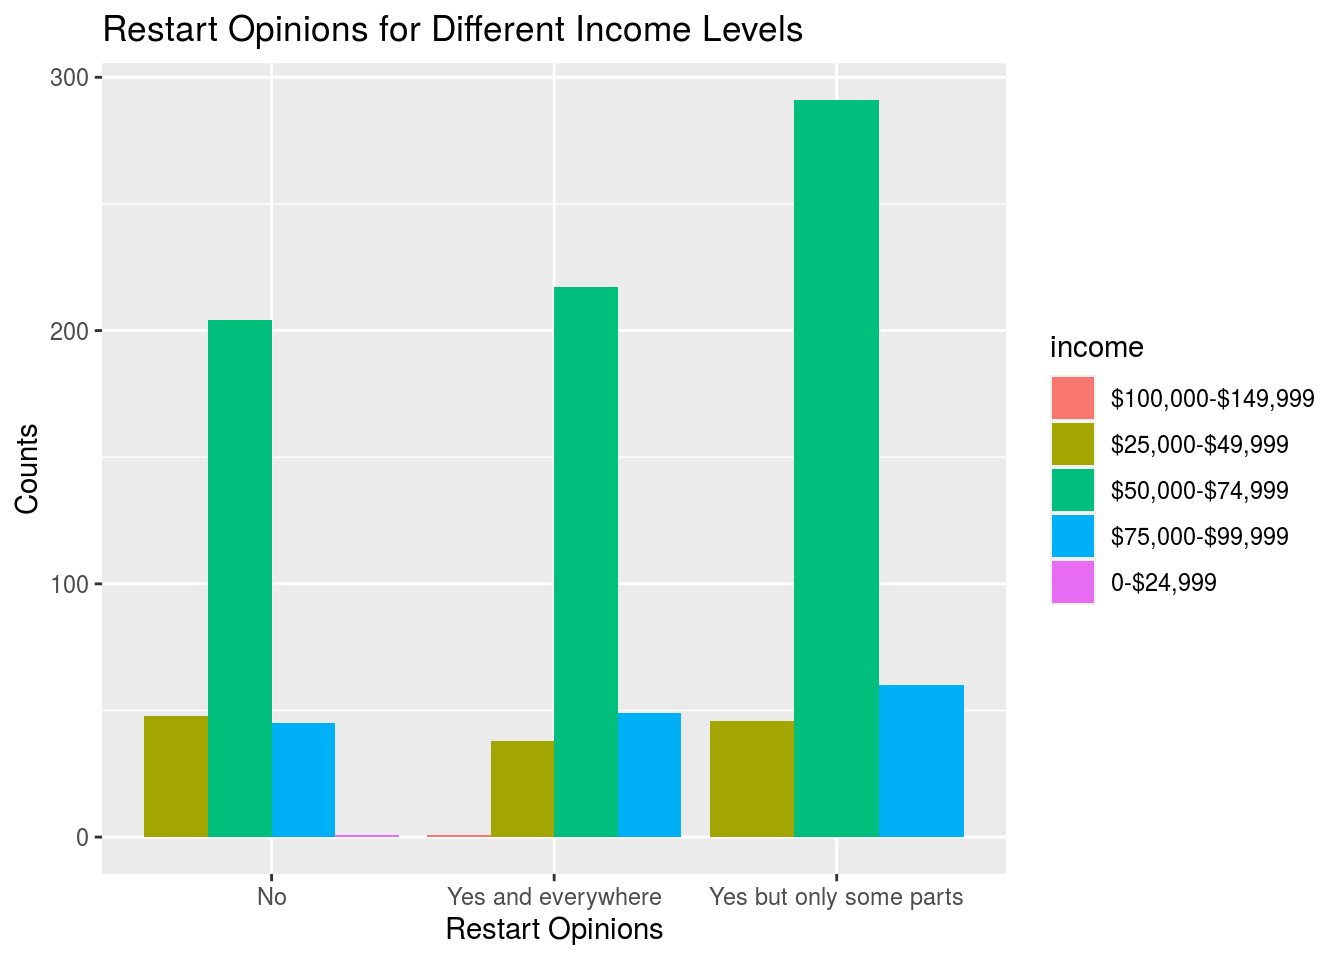 Restart Opinions for Different Income Levels
300
200
100
0
Counts
No
Yes and everywhere
Yes but only some parts
Restart Opinions
income
$100,000-$149,999
$25,000-$49,999
$50,000-$74,999
$75,000-$99,999
0-$24,999